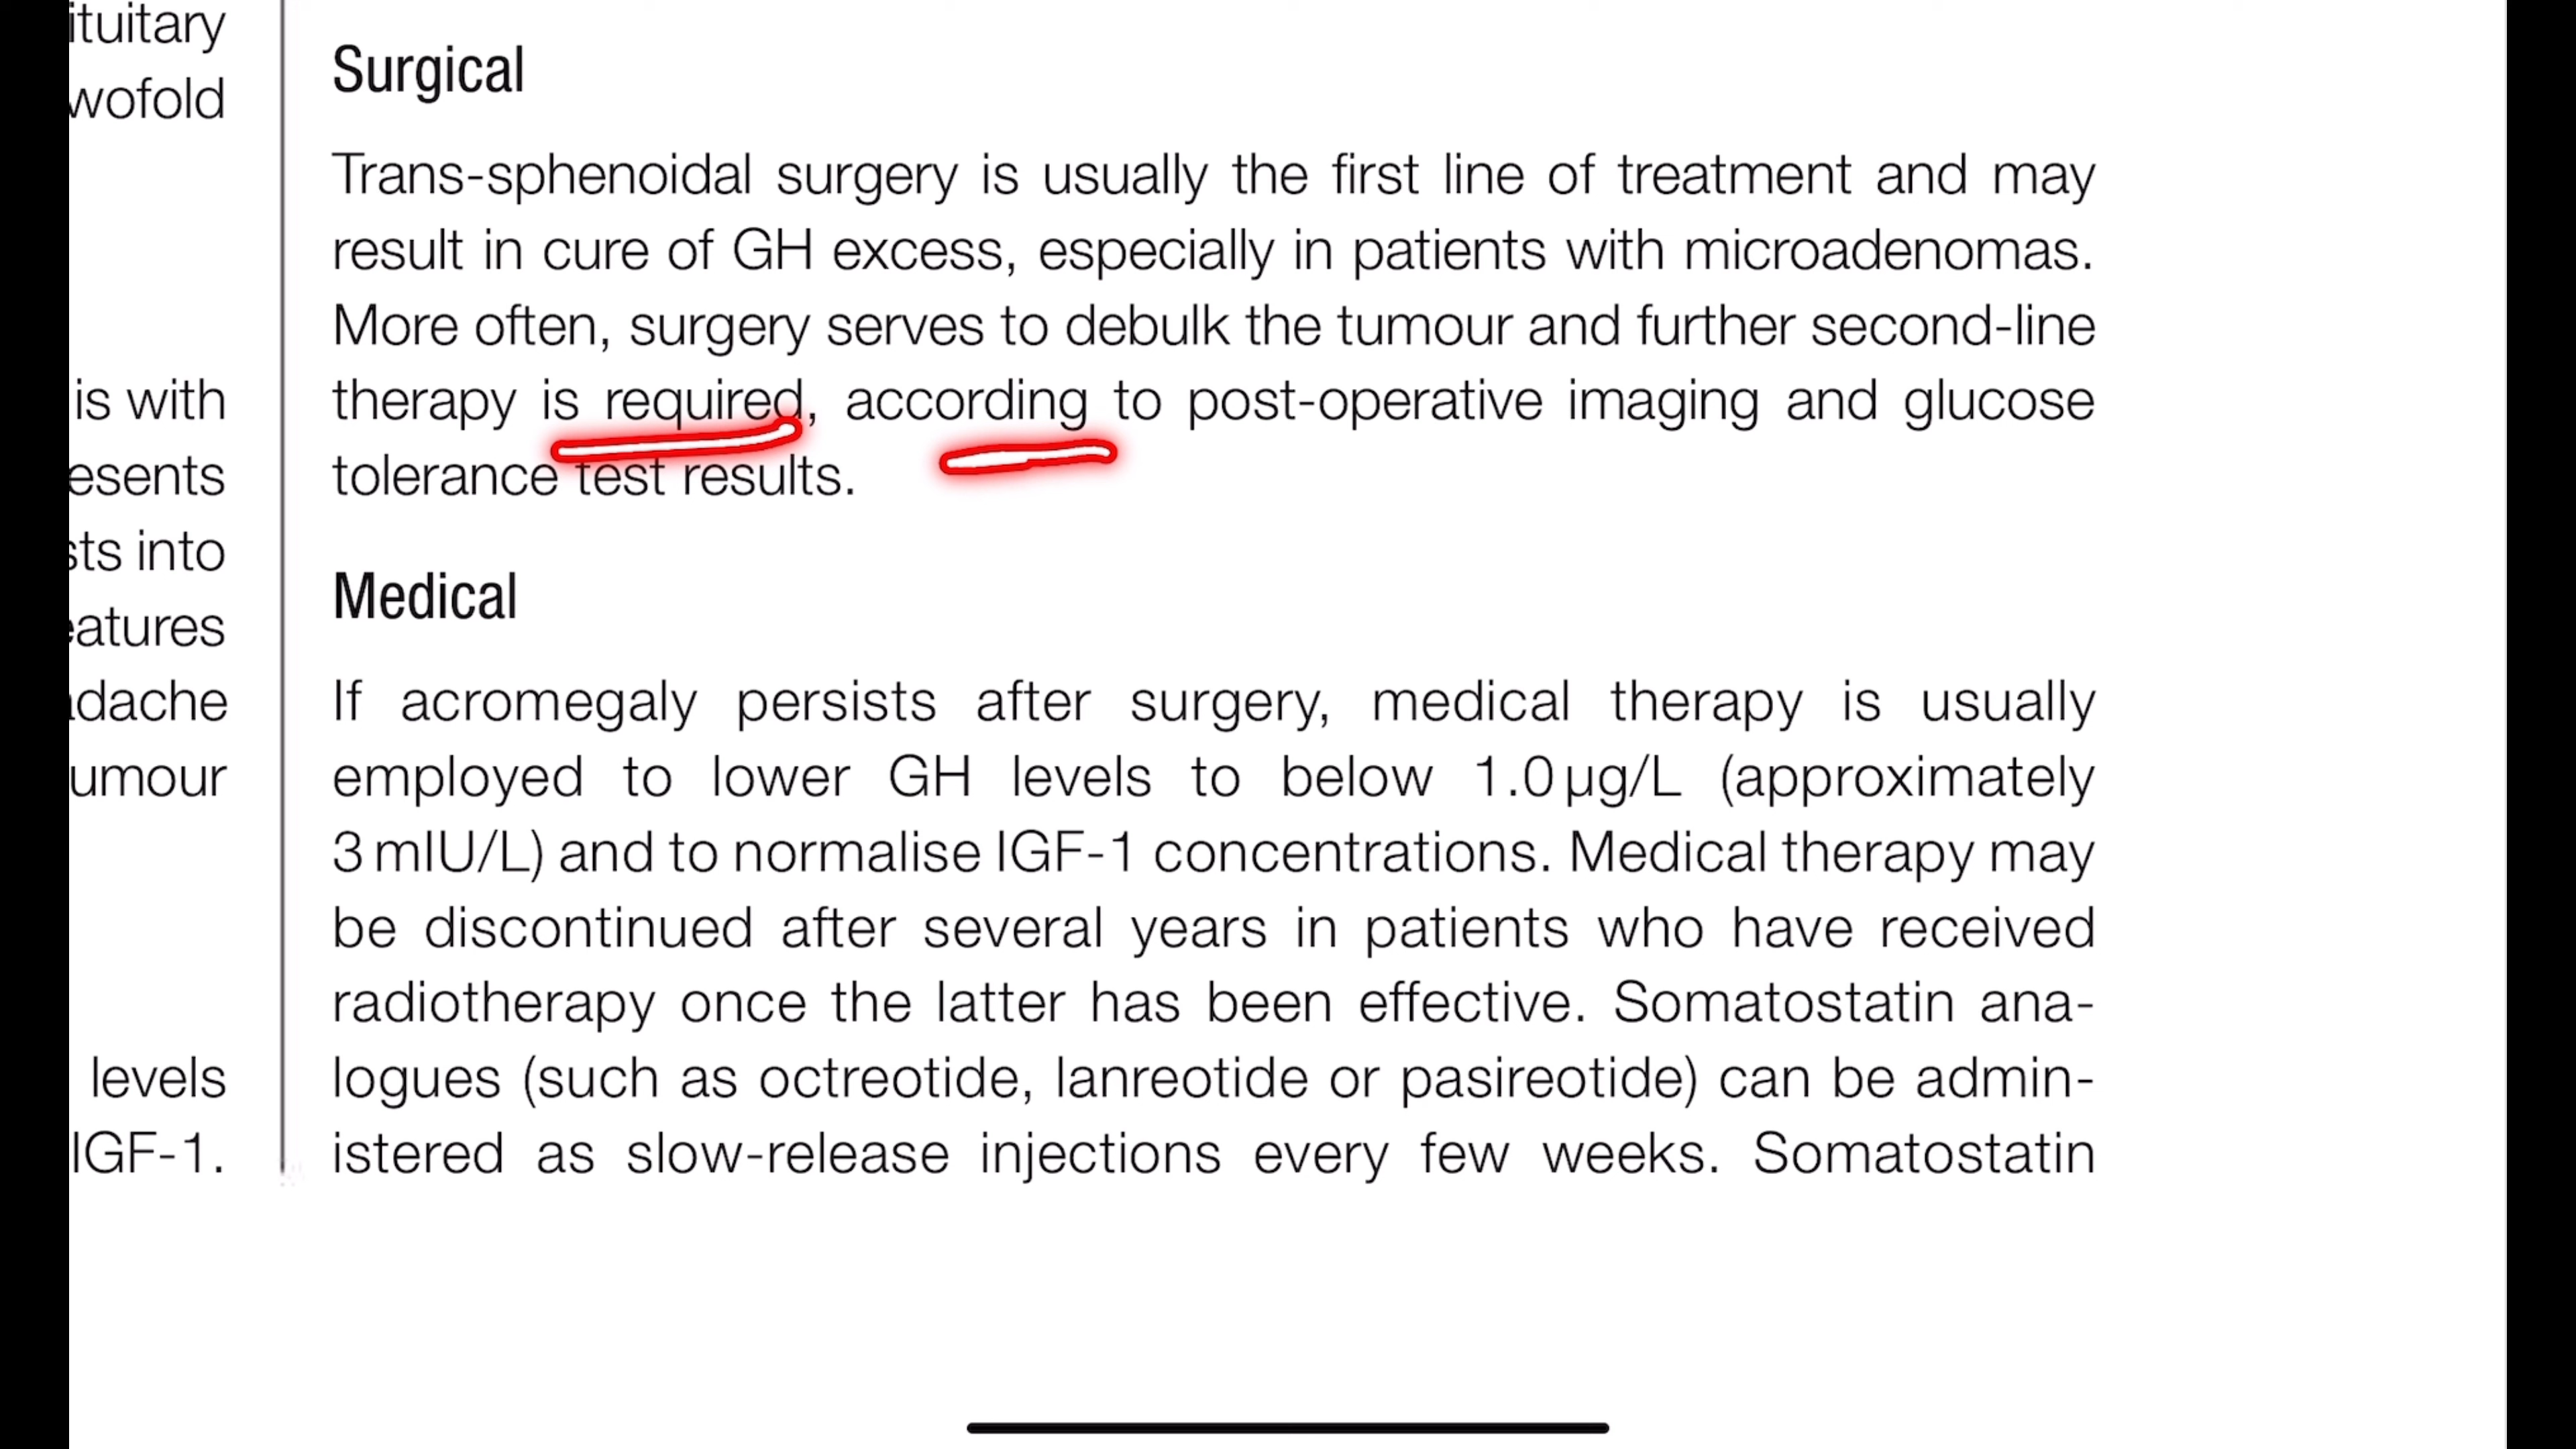 ituitary
wofold
is with
esents
sts into
eatures
dache
umour
levels
IGF-1.
Surgical
Trans-sphenoidal surgery is usually the first line of treatment and may
result in cure of GH excess, especially in patients with microadenomas.
More often, surgery serves to debulk the tumour and further second-line
therapy is required, according to post-operative imaging and glucose
tolerance test results.
Medical
If acromegaly persists after surgery, medical therapy is usually
employed to lower GH levels to below 1.0 µg/L (approximately
3 mIU/L) and to normalise IGF-1 concentrations. Medical therapy may
be discontinued after several years in patients who have received
radiotherapy once the latter has been effective. Somatostatin ana-
logues (such as octreotide, lanreotide or pasireotide) can be admin-
istered as slow-release injections every few weeks. Somatostatin